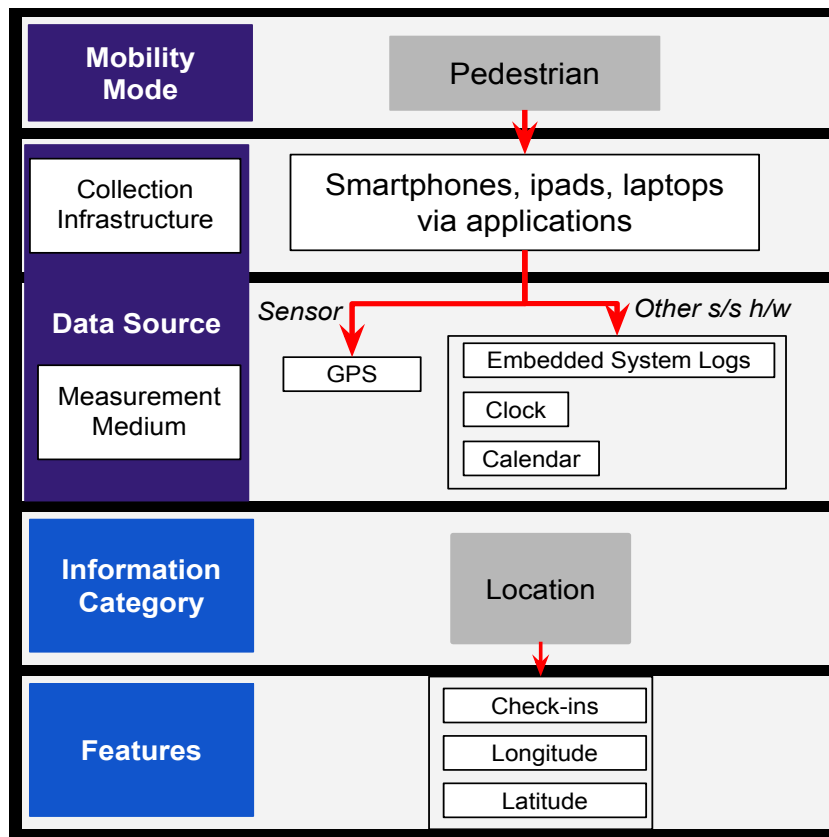 Mobility
Mode
Pedestrian
Collection
Infrastructure
Smartphones, ipads, laptops
via applications
Data Source
Measurement
Medium
Sensor
Other s/s h/w
GPS
Embedded System Logs
Clock
Calendar
Information
Category
Location
Features
Check-ins
Longitude
Latitude